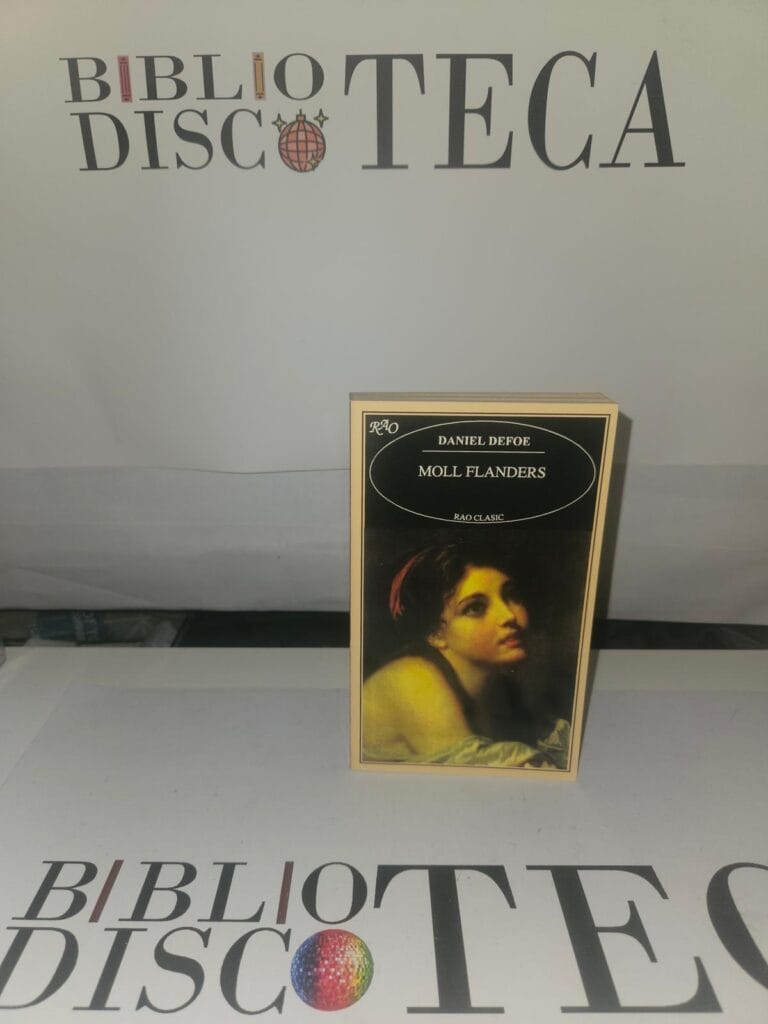 BIBLIO
DISCOTECA
RAO
DANIEL DEFOE
MOLL FLANDERS
RAO CLASIC
BIBLIO
DISCOTEC